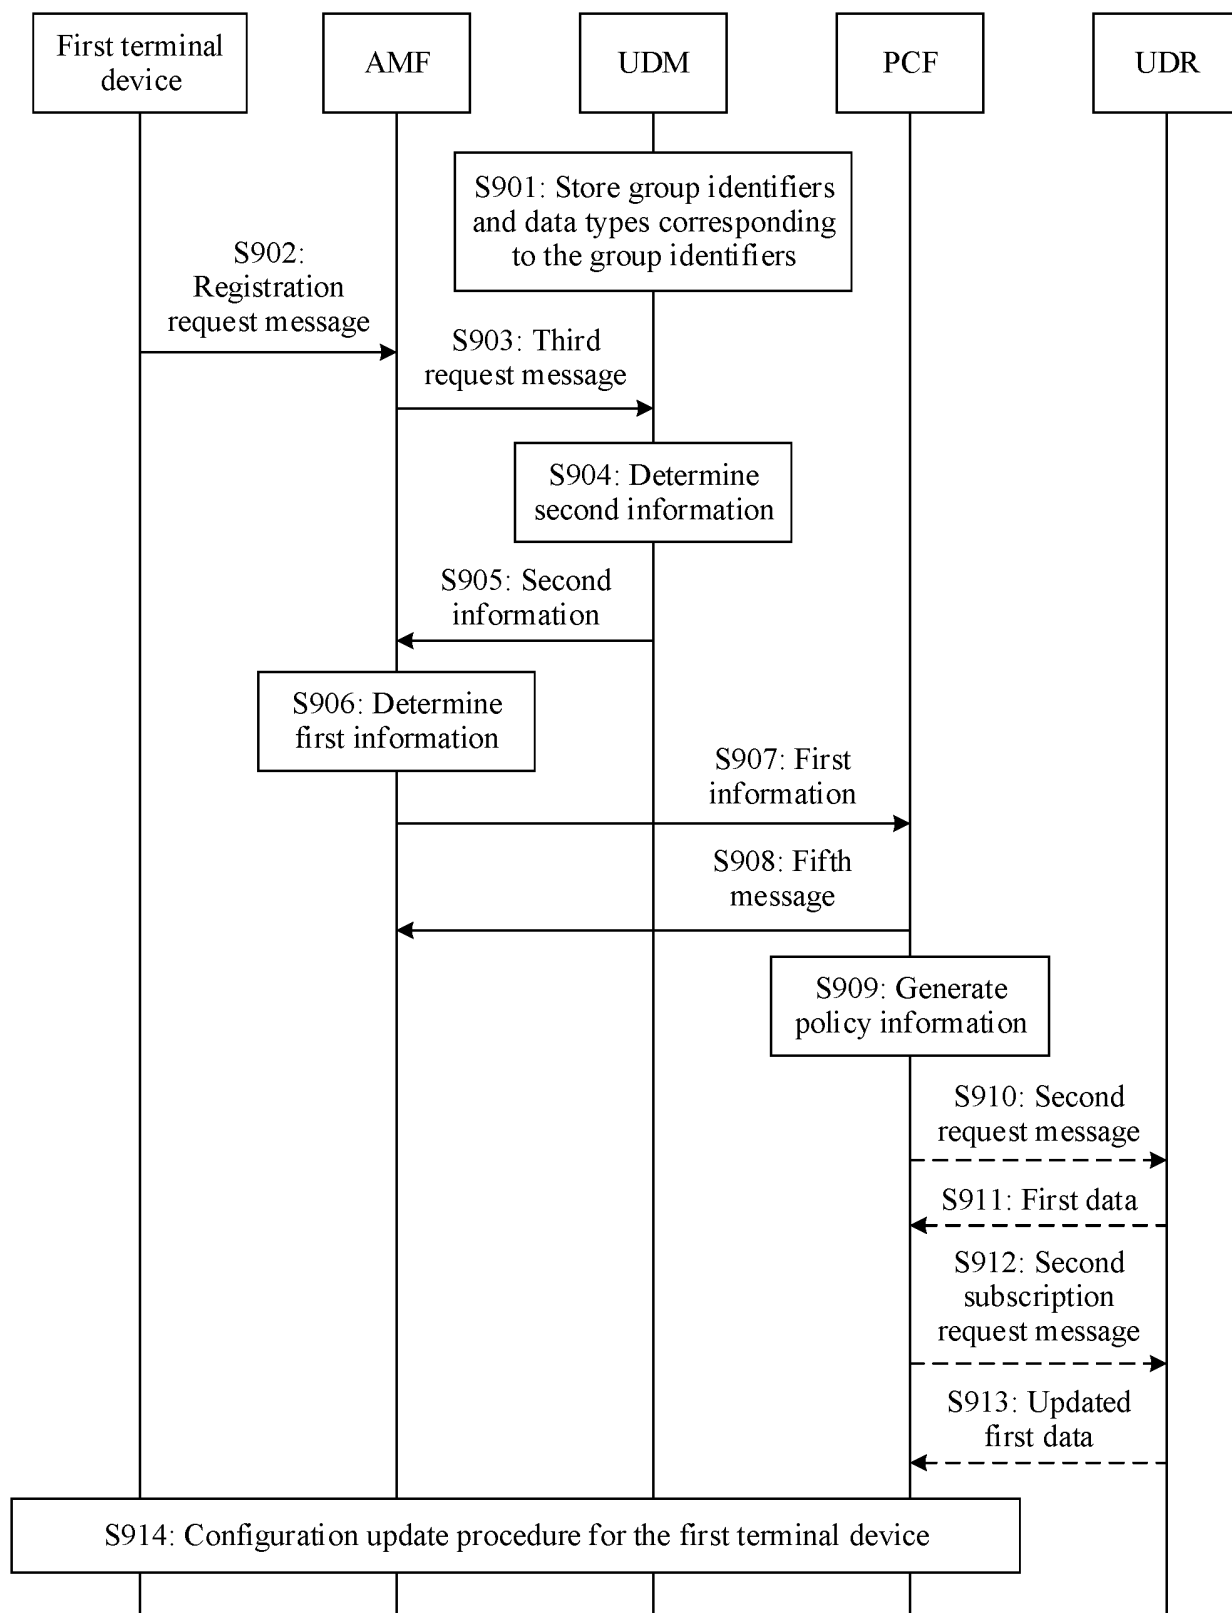 First terminal
device
AMF
UDM
PCF
UDR
S901: Store group identifiers
and data types corresponding
to the group identifiers
S902:
Registration
request message
S903: Third
request message
S904: Determine
second information
S905: Second
information
S906: Determine
first information
S907: First
information
S908: Fifth
message
S909: Generate
policy information
S910: Second
request message
S911: First data
S912: Second
subscription
request message
S913: Updated
first data
S914: Configuration update procedure for the first terminal device